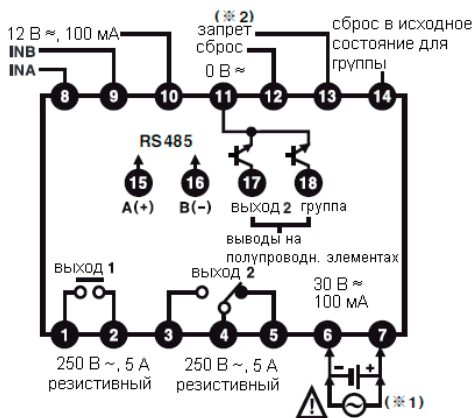 (※2)
12 В ≂, 100 мА
запрет
сброс
0 В ≂
сброс в исходное
состояние для
группы
INB
INA
8 9 10 11 12 13 14
RS485
15 16 17 18
A(+) B(-) выход 2 группа
выводы на
полупроводн. элементах
выход 1
выход 2
30 В ≂
100 мА
1 2 3 4 5 6 7
250 В ~, 5 А
резистивный
250 В ~, 5 А
резистивный
- +
(※1)